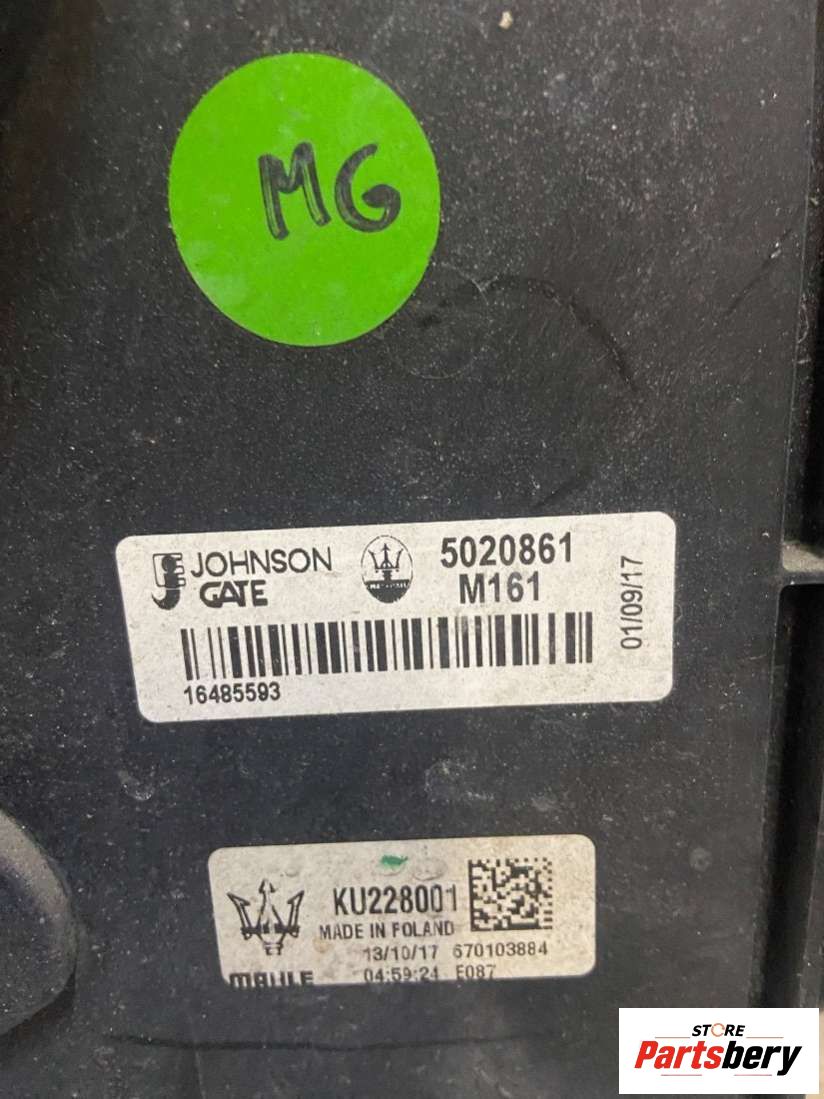 MG
JOHNSON
GATE
5020861
M161
01/09/17
16485593
KU228001
MADE IN POLAND
13/10/17 670103884
MAHLE
04:59:24 E087
STORE
Partsbery